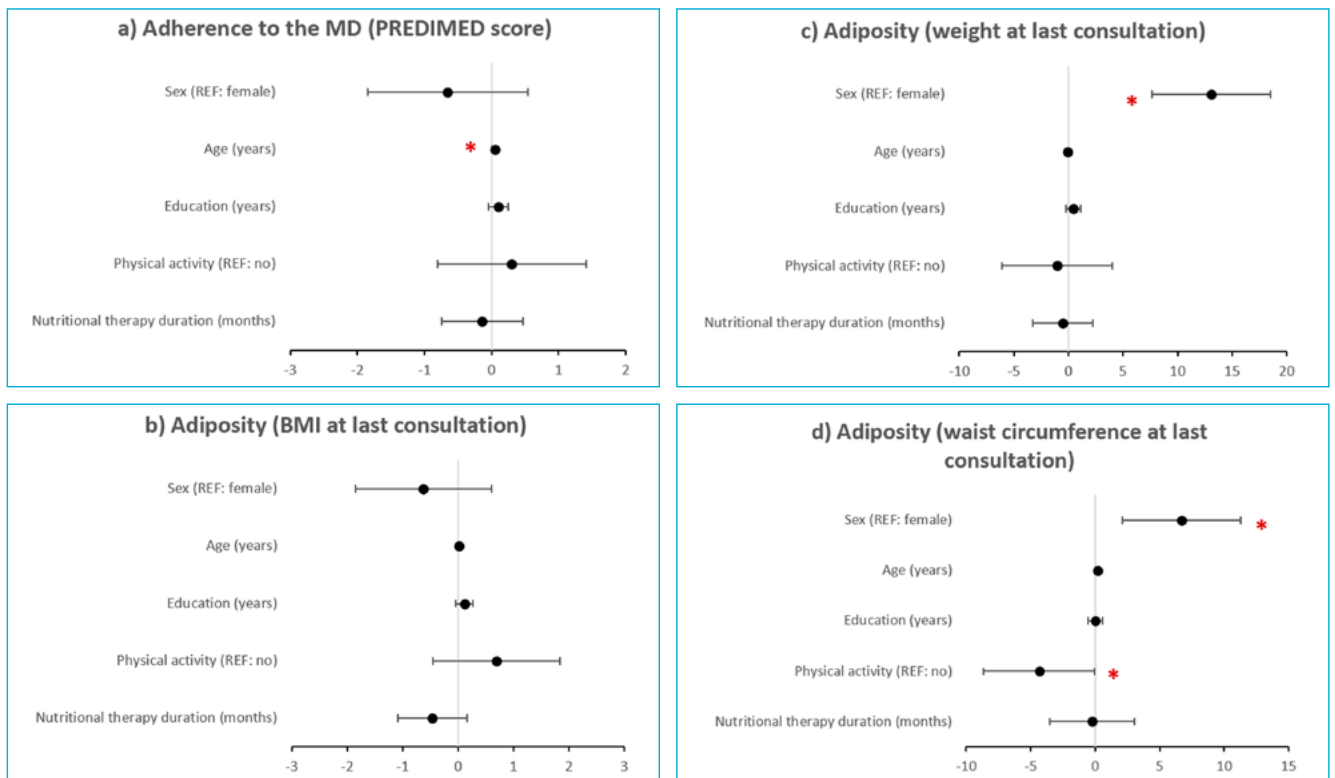 a) Adherence to the MD (PREDIMED score)
Sex (REF: female)
*
Age (years)
Education (years)
Physical activity (REF: no)
Nutritional therapy duration (months)
-3 -2 -1 0 1 2
b) Adiposity (BMI at last consultation)
Sex (REF: female)
Age (years)
Education (years)
Physical activity (REF: no)
Nutritional therapy duration (months)
-3 -2 -1 0 1 2 3
c) Adiposity (weight at last consultation)
Sex (REF: female)
*
Age (years)
Education (years)
Physical activity (REF: no)
Nutritional therapy duration (months)
-10 -5 0 5 10 15 20
d) Adiposity (waist circumference at last
consultation)
Sex (REF: female)
*
Age (years)
Education (years)
Physical activity (REF: no)
*
Nutritional therapy duration (months)
-10 -5 0 5 10 15